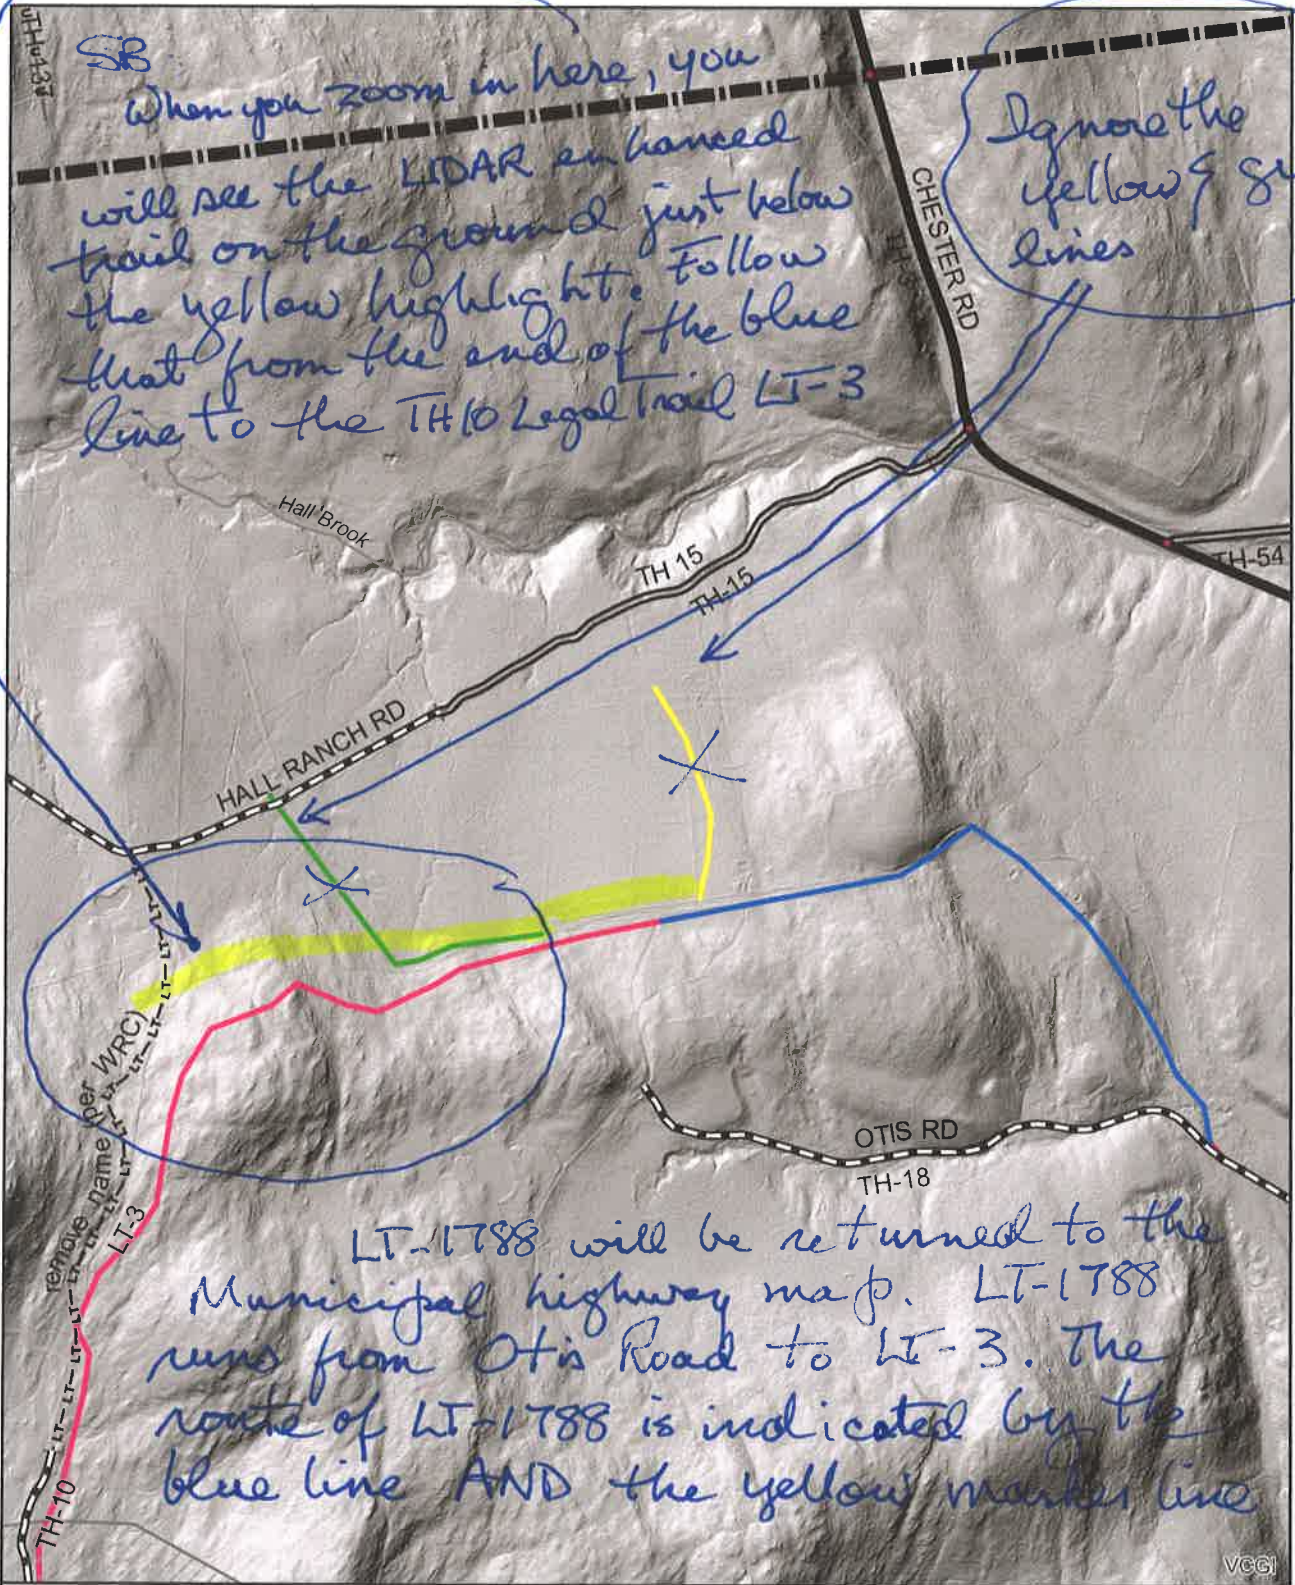 SB
When you zoom in here, you
will see the LIDAR enhanced
trail on the ground just below
the yellow highlight. Follow
that from the end of the blue
line to the TH10 Legal Trail LT-3
Ignore the
yellow & gr
lines
CHESTER RD
Hall Brook
TH 15
TH-15
TH-54
HALL RANCH RD
LT
LT
LT
LT
LT
remove name (per WRC)
LT-3
OTIS RD
TH-18
LT-1788 will be returned to the
Municipal highway map. LT-1788
runs from Otis Road to LT-3. The
route of LT-1788 is indicated by the
blue line AND the yellow marker line
TH-10
VCGI